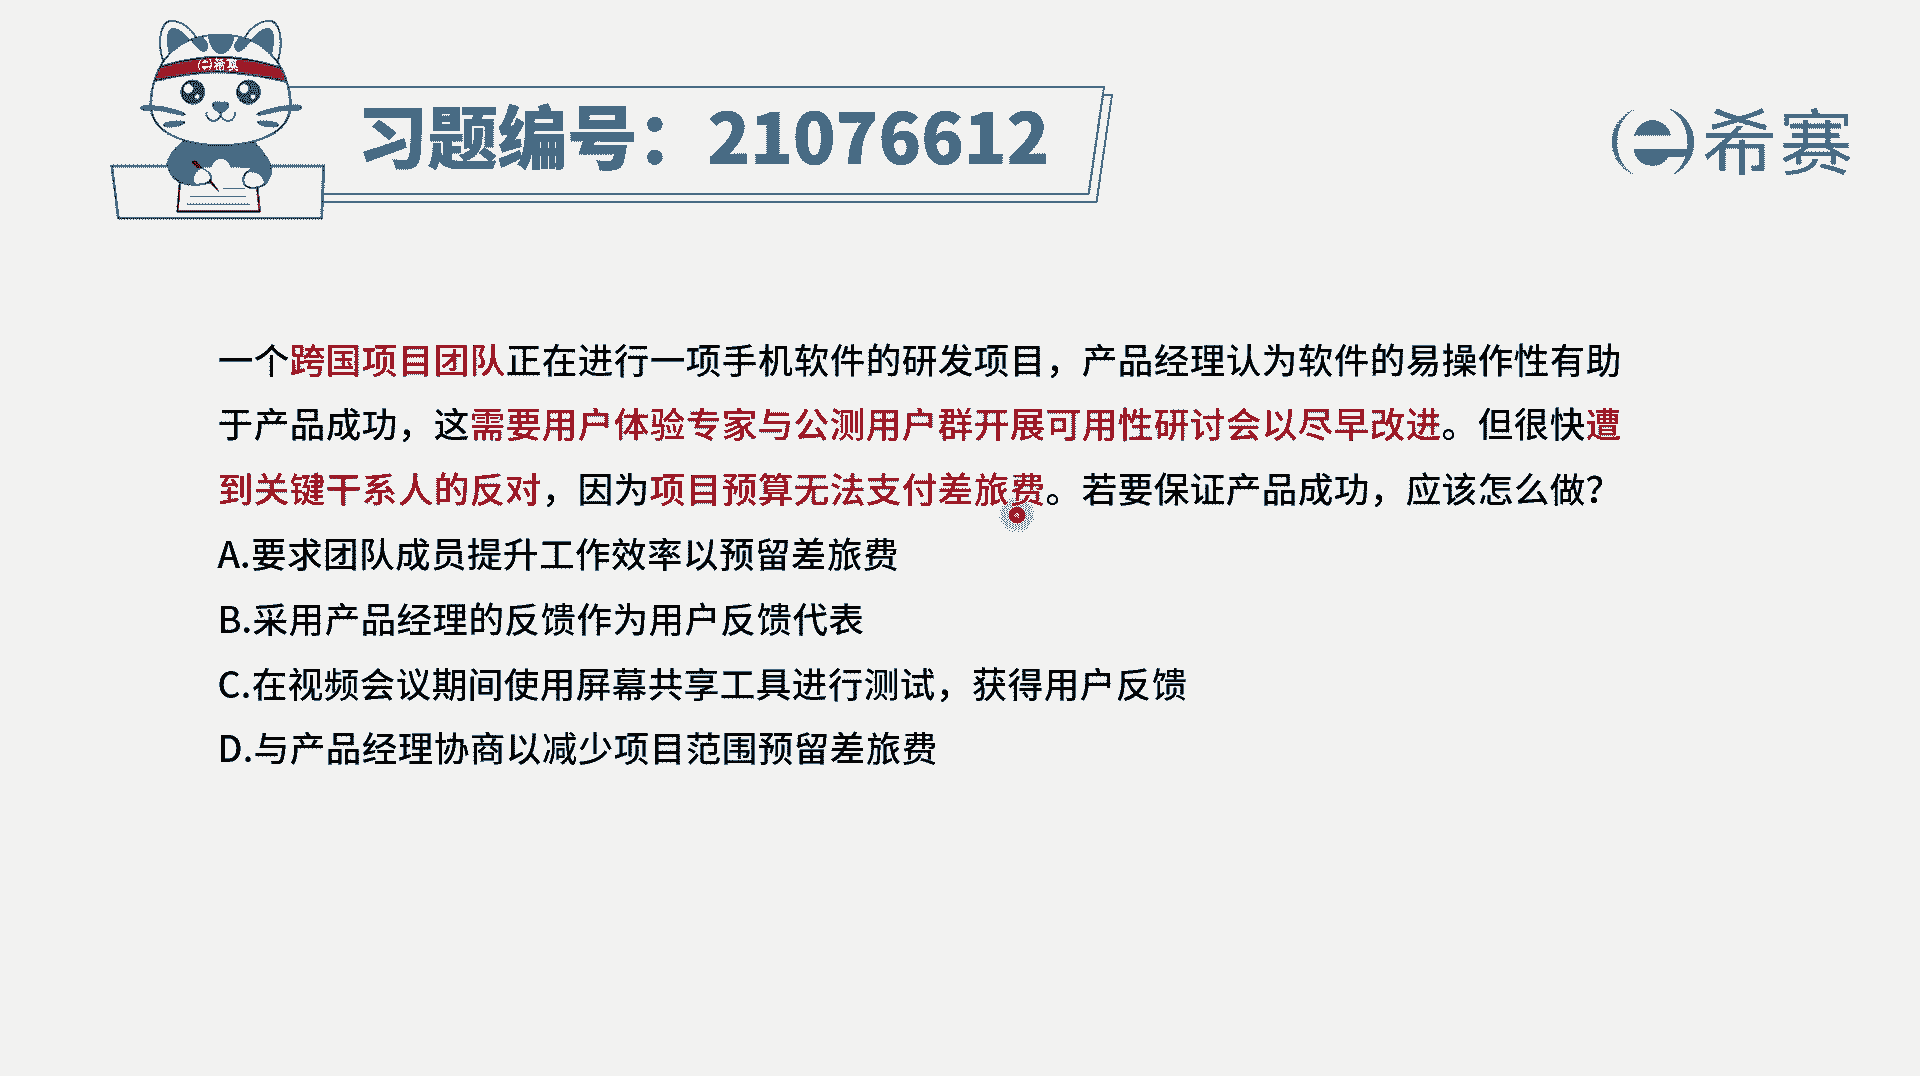 希赛
习题编号：21076612
希赛
一个跨国项目团队正在进行一项手机软件的研发项目，产品经理认为软件的易操作性有助
于产品成功，这需要用户体验专家与公测用户群开展可用性研讨会以尽早改进。但很快遭
到关键干系人的反对，因为项目预算无法支付差旅费。若要保证产品成功，应该怎么做？
A.要求团队成员提升工作效率以预留差旅费
B.采用产品经理的反馈作为用户反馈代表
C.在视频会议期间使用屏幕共享工具进行测试，获得用户反馈
D.与产品经理协商以减少项目范围预留差旅费